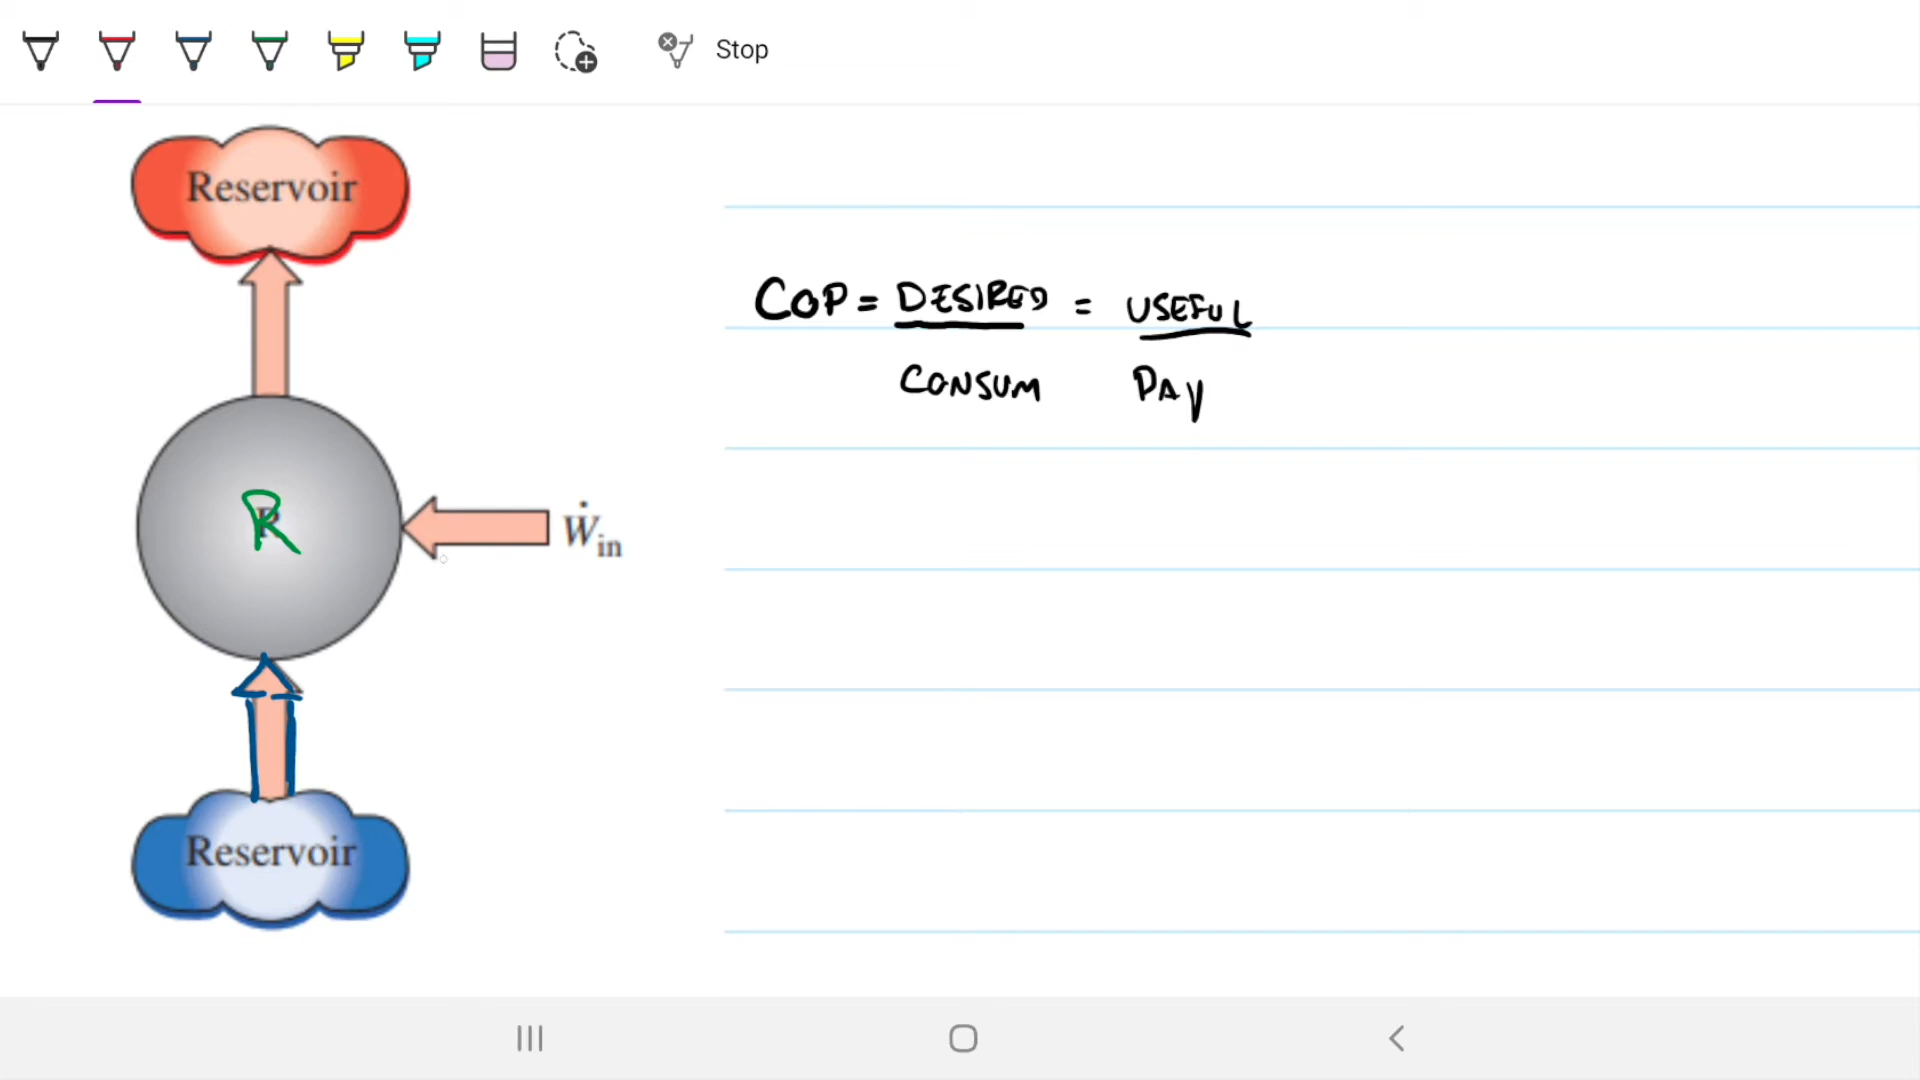 Stop
Reservoir
COP = DESIRED = USEFUL
CONSUM PAY
R
Ẇin
Reservoir